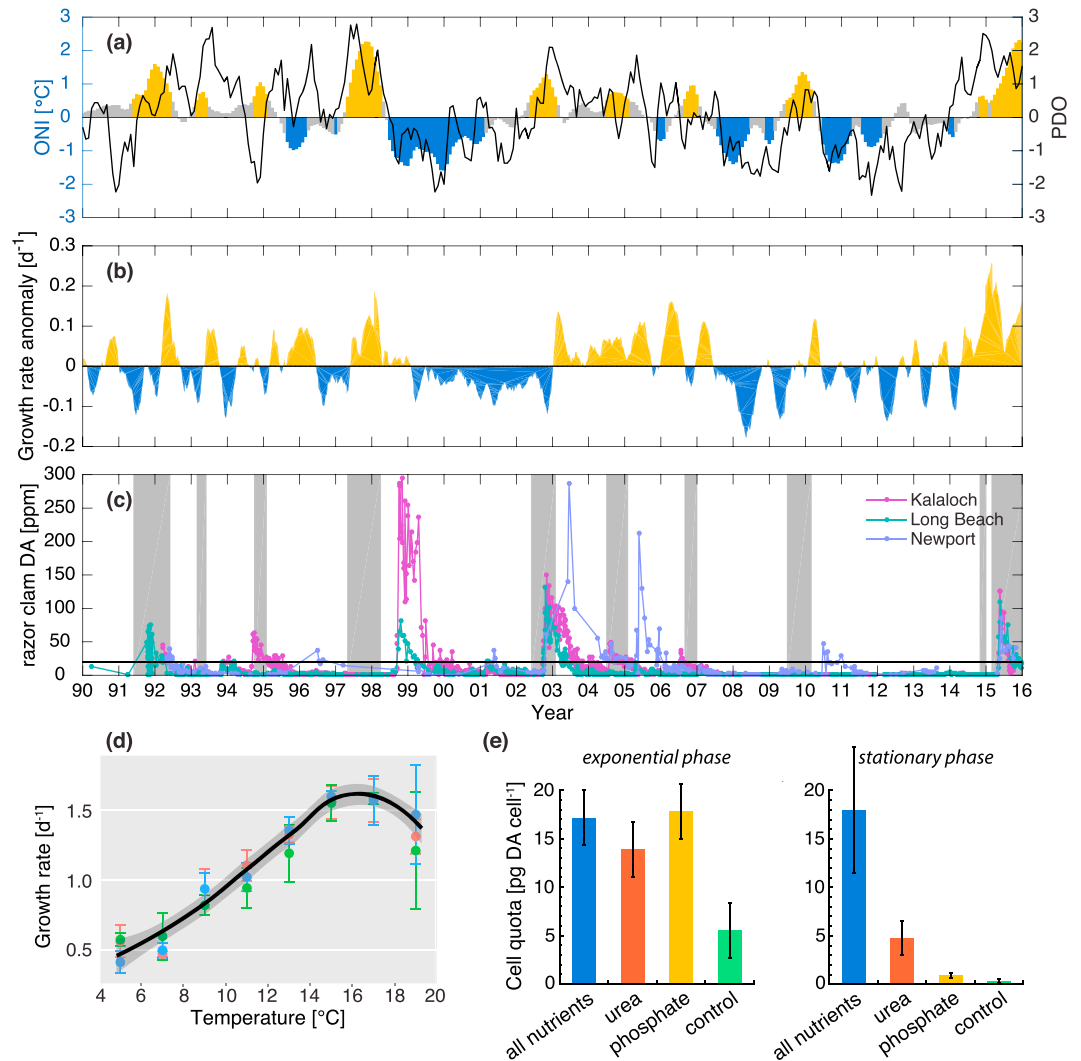 (a)
3
2
1
0
-1
-2
-3
ONI [°C]
3
2
1
0
-1
-2
-3
PDO
(b)
0.3
0.2
0.1
0
-0.1
-0.2
Growth rate anomaly [d⁻¹]
(c)
300
250
200
150
100
50
0
razor clam DA [ppm]
Kalaloch
Long Beach
Newport
90 91 92 93 94 95 96 97 98 99 00 01 02 03 04 05 06 07 08 09 10 11 12 13 14 15 16
Year
(d)
1.5
1.0
0.5
Growth rate [d⁻¹]
4 6 8 10 12 14 16 18 20
Temperature [°C]
(e)
exponential phase
20
15
10
5
0
Cell quota [pg DA cell⁻¹]
all nutrients
urea
phosphate
control
stationary phase
20
15
10
5
0
all nutrients
urea
phosphate
control